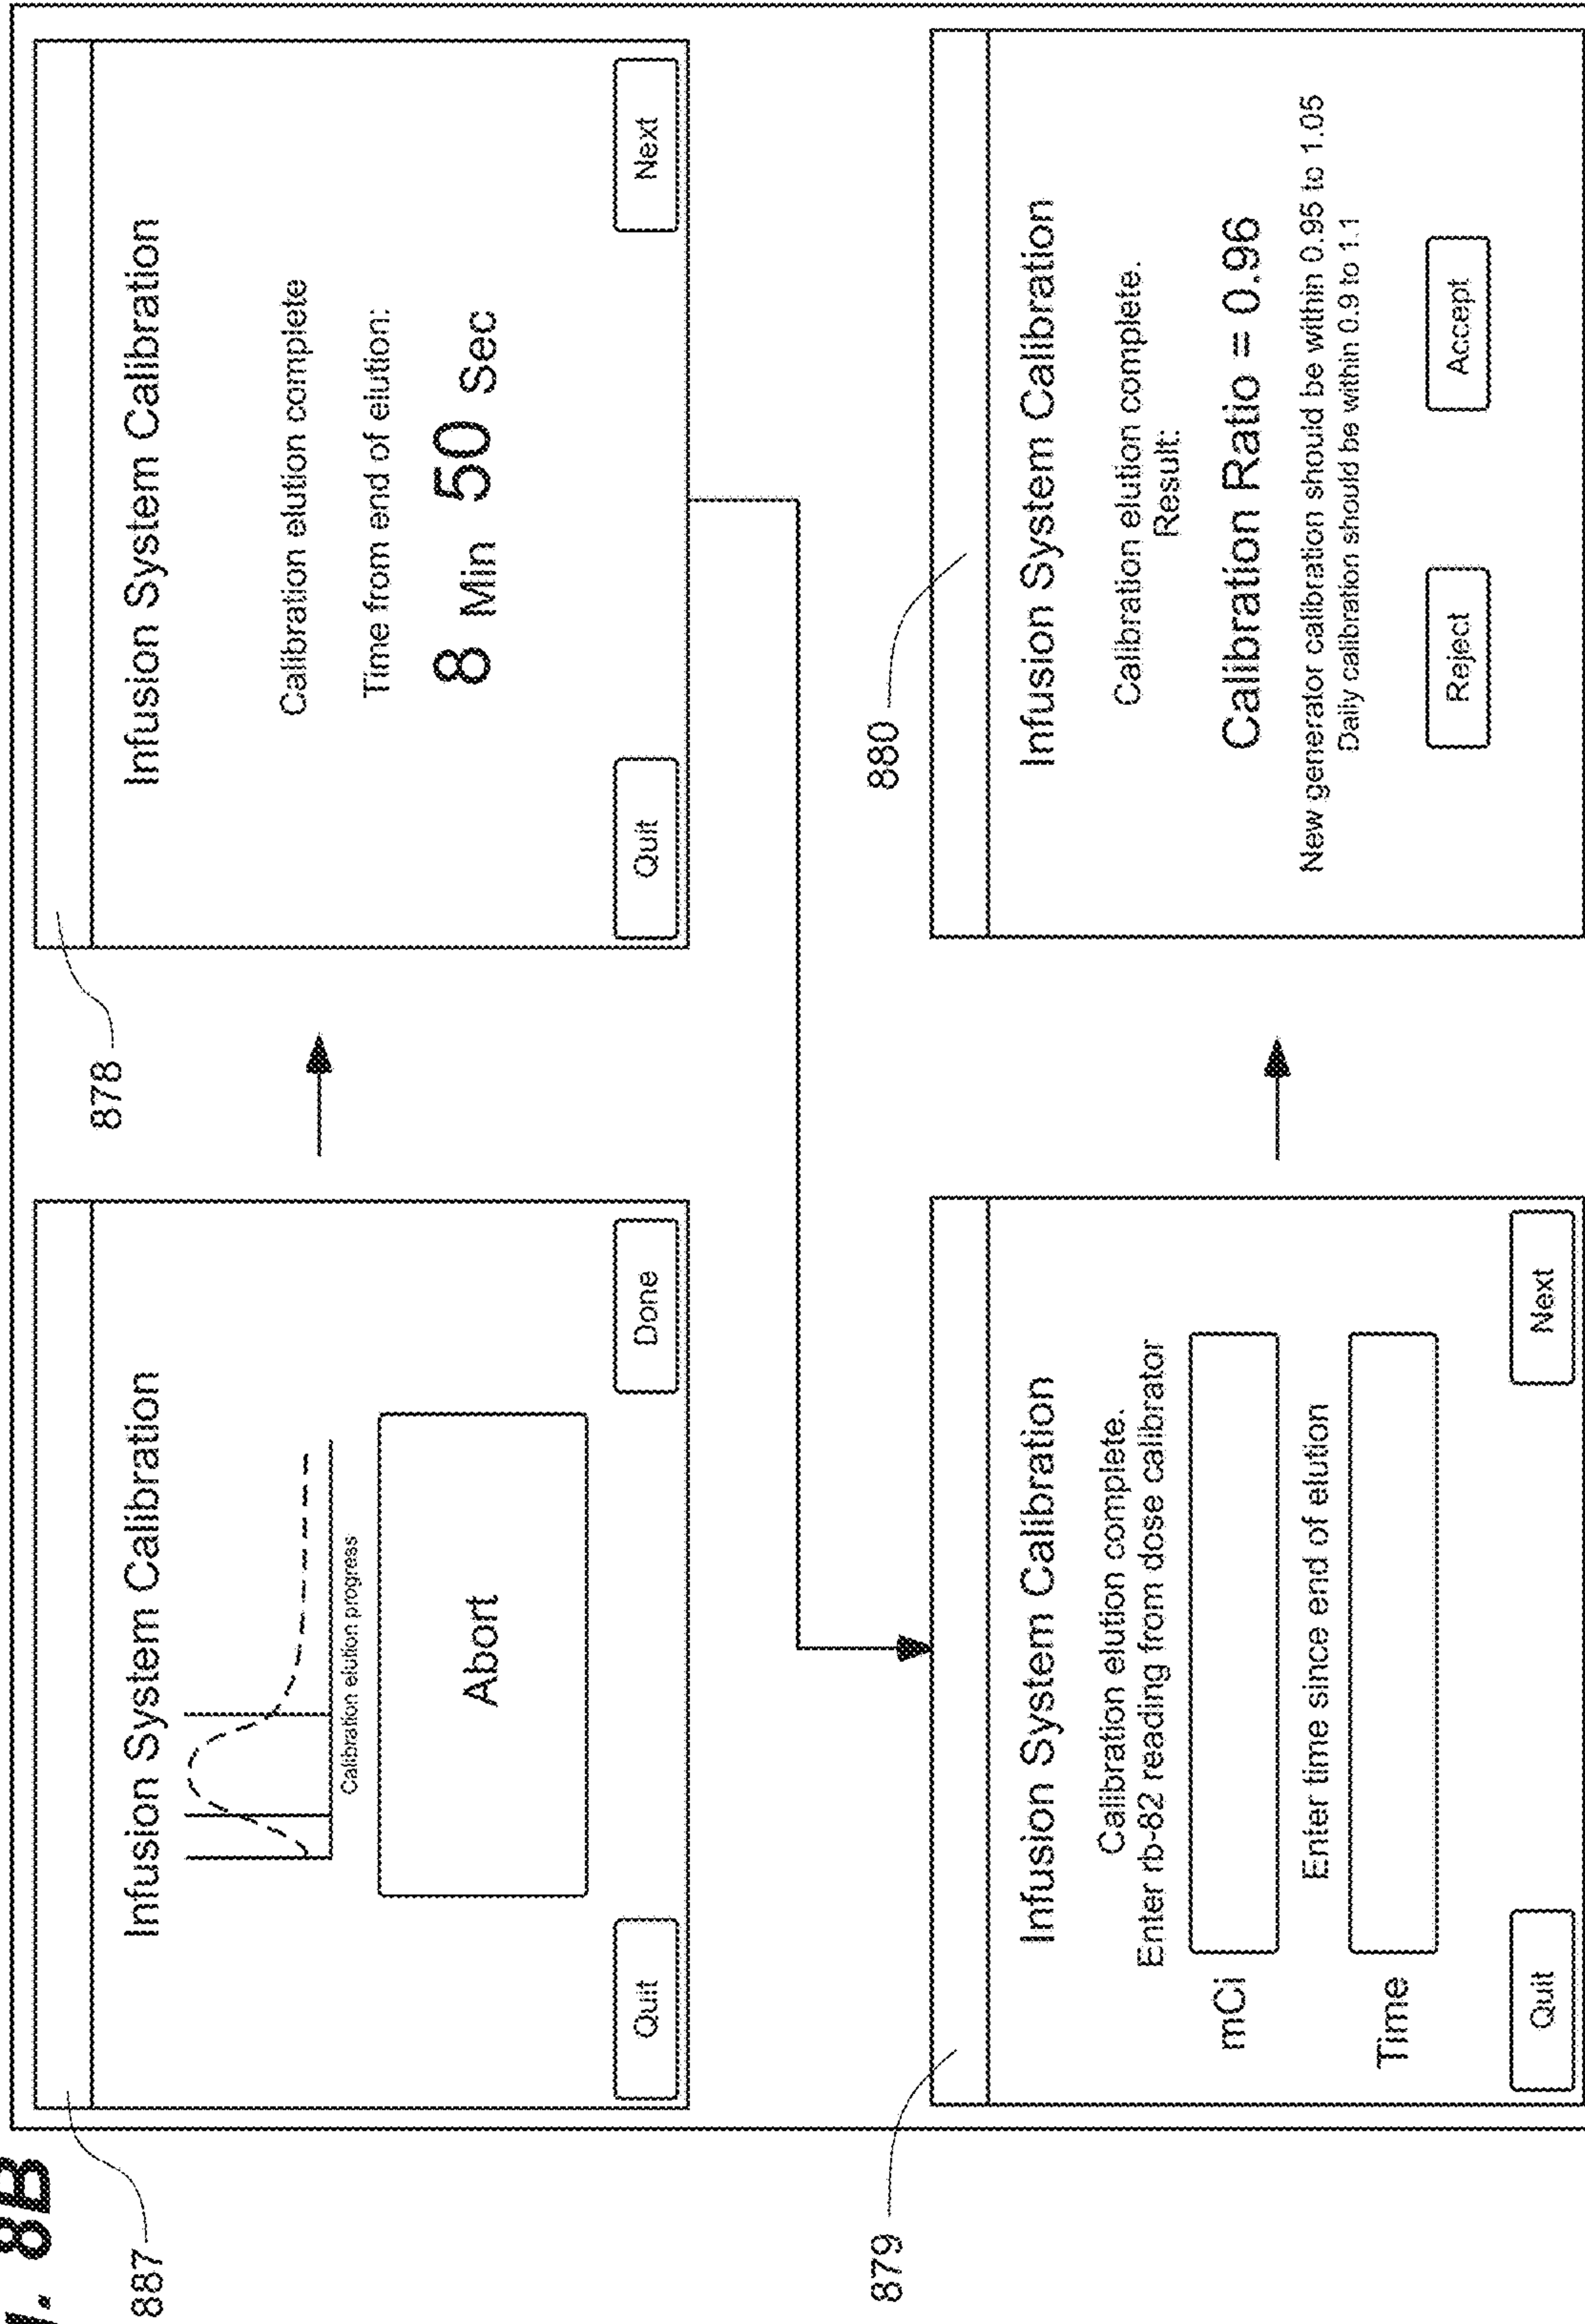 8B
887
Infusion System Calibration
Calibration elution progress
Abort
Quit
Done
878
Infusion System Calibration
Calibration elution complete
Time from end of elution:
8 Min 50 Sec
Quit
Next
879
Infusion System Calibration
Calibration elution complete.
Enter rb-82 reading from dose calibrator
mCi
Enter time since end of elution
Time
Quit
Next
880
Infusion System Calibration
Calibration elution complete.
Result:
Calibration Ratio = 0.96
New generator calibration should be within 0.95 to 1.05
Daily calibration should be within 0.9 to 1.1
Reject
Accept